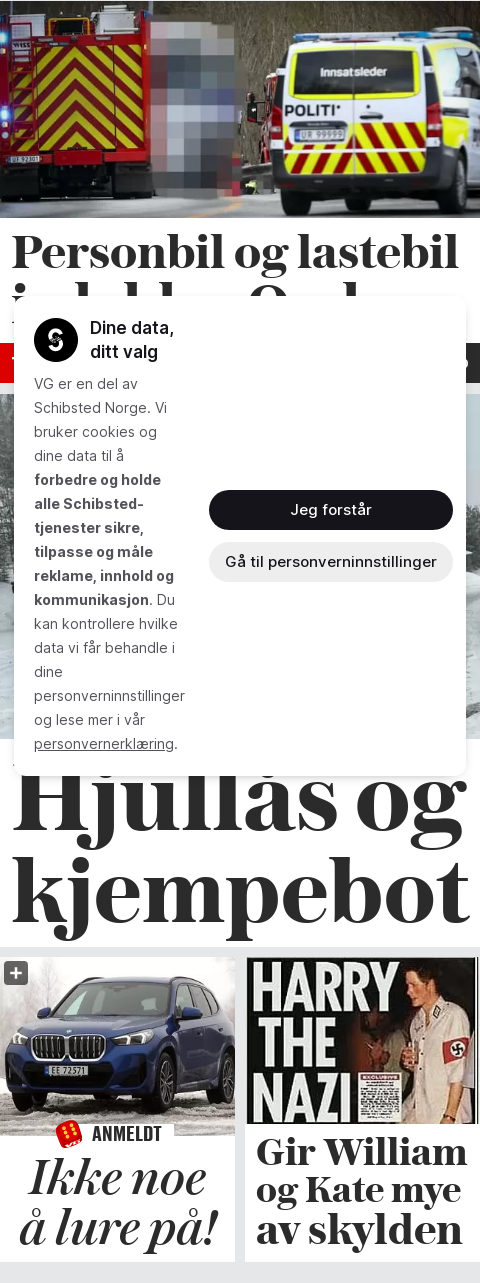 Innsatsleder
POLITI
UR 99999
Personbil og lastebil
Dine data,
ditt valg
VG er en del av
Schibsted Norge. Vi
bruker cookies og
dine data til å
forbedre og holde
alle Schibsted-
tjenester sikre,
tilpasse og måle
reklame, innhold og
kommunikasjon. Du
kan kontrollere hvilke
data vi får behandle i
dine
personverninnstillinger
og lese mer i vår
personvernerklæring.
Jeg forstår
Gå til personverninnstillinger
Hjullås og
kjempebot
EE 72571
ANMELDT
Ikke noe
å lure på!
HARRY
THE
NAZI
EXCLUSIVE
Gir William
og Kate mye
av skylden